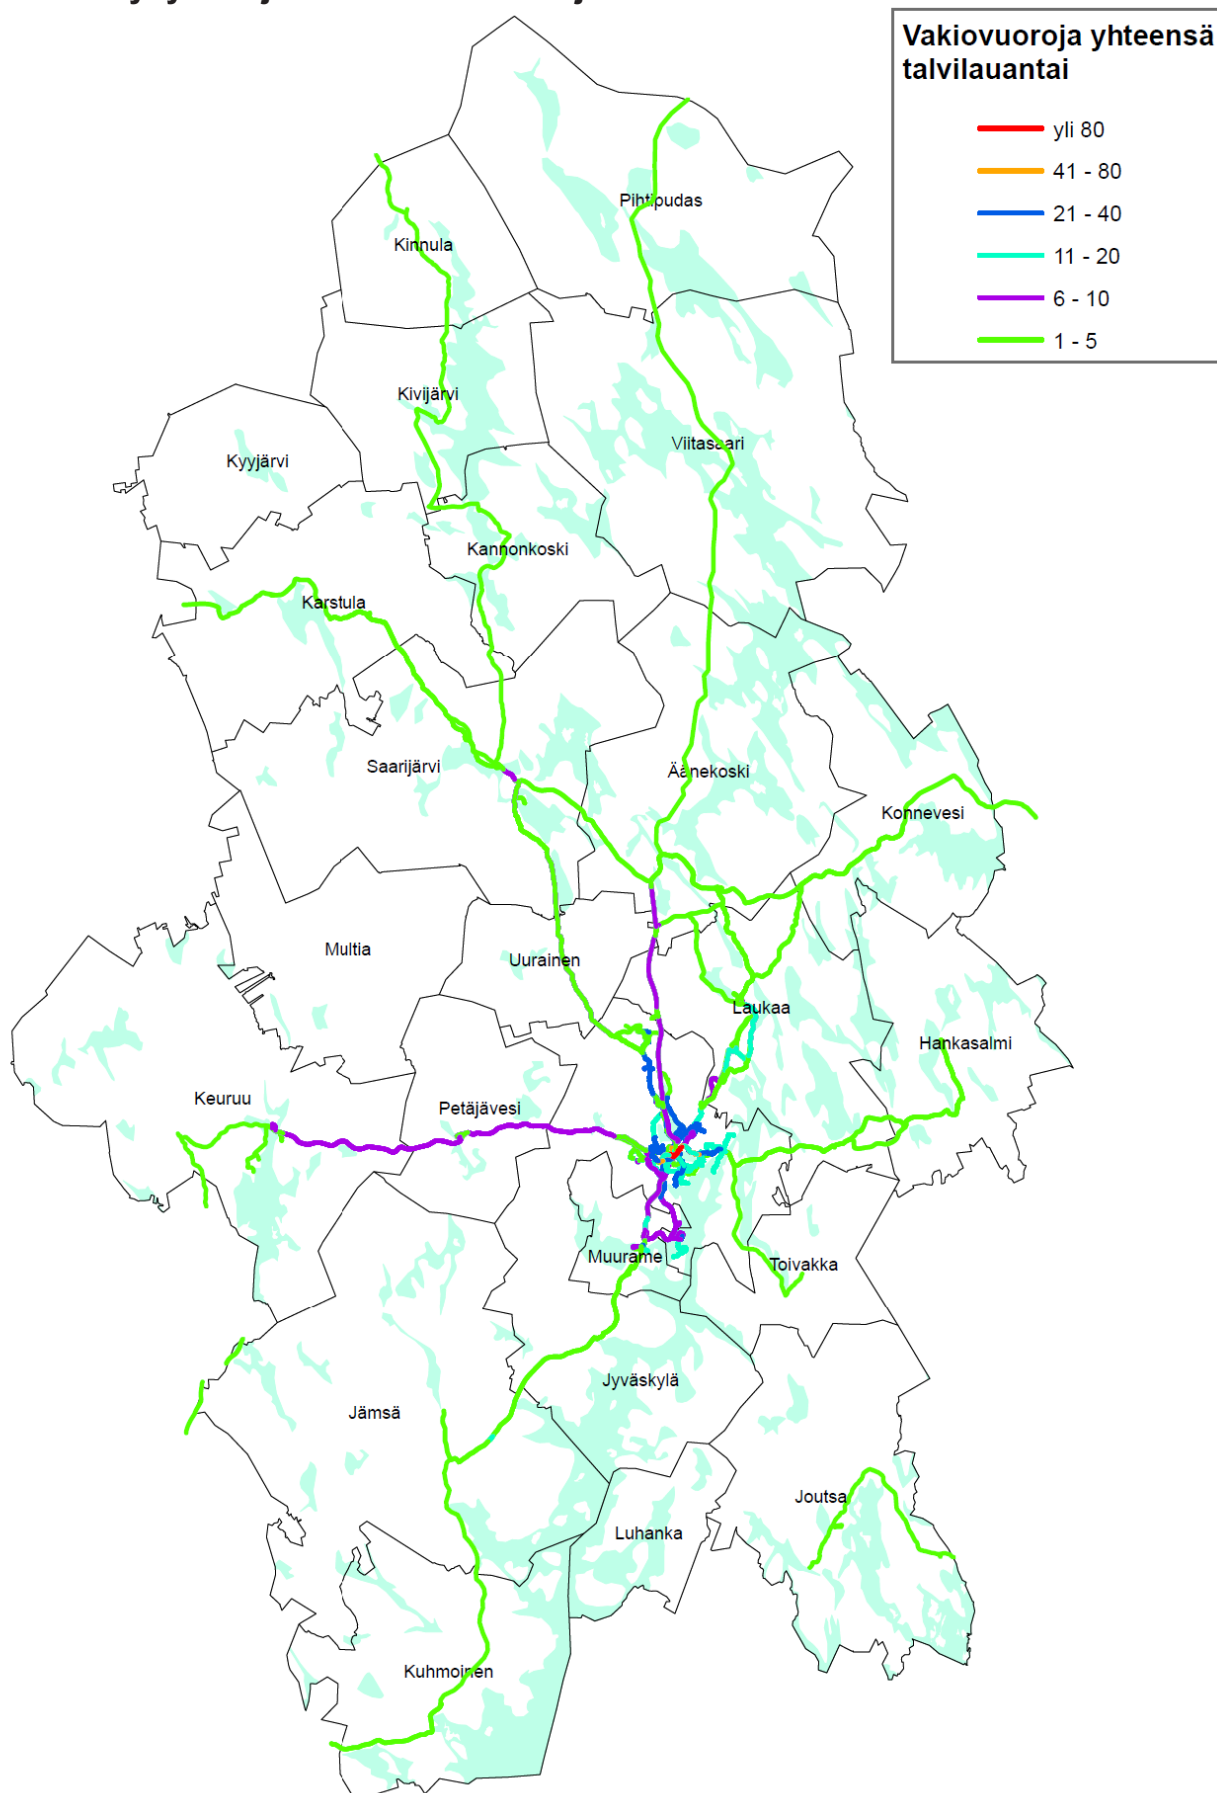 Vakiovuoroja yhteensä
talvilauantai
yli 80
41 - 80
21 - 40
11 - 20
6 - 10
1 - 5
Pihtipudas
Kinnula
Kivijärvi
Viitasaari
Kyyjärvi
Kannonkoski
Karstula
Saarijärvi
Äänekoski
Konnevesi
Multia
Uurainen
Laukaa
Hankasalmi
Keuruu
Petäjävesi
Muurame
Toivakka
Jyväskylä
Jämsä
Joutsa
Luhanka
Kuhmoinen